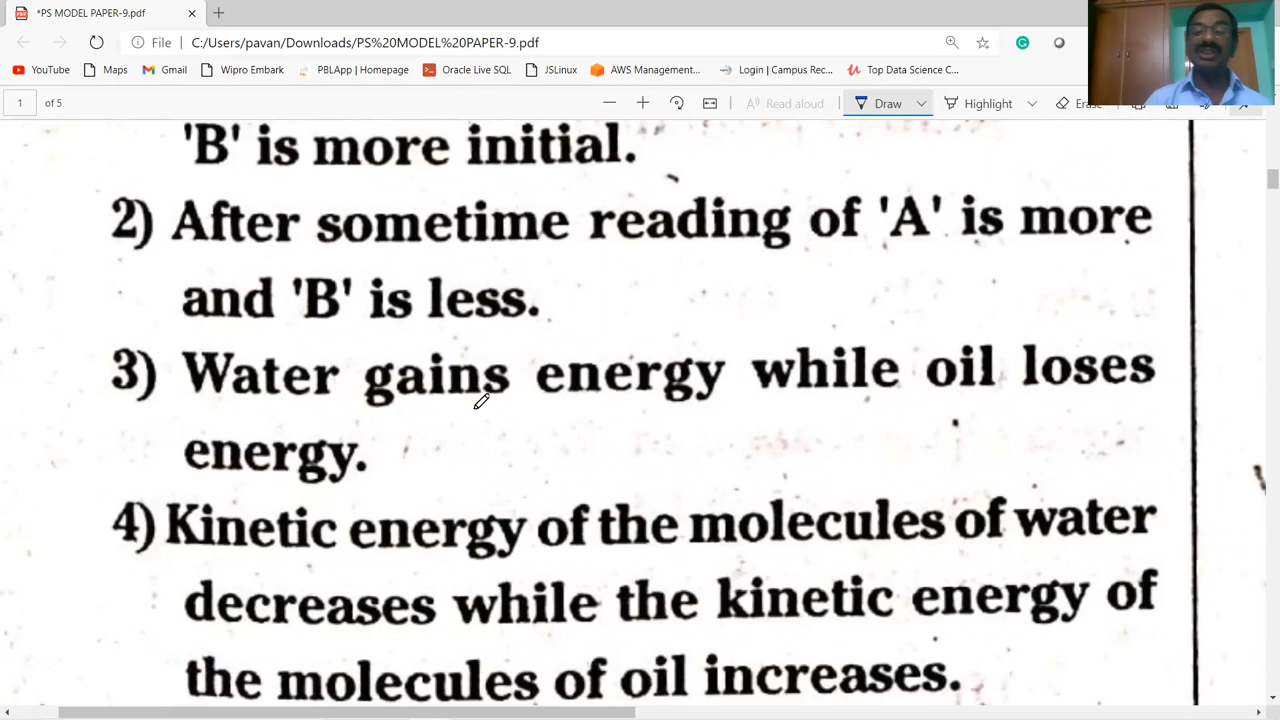 *PS MODEL PAPER-9.pdf
File C:/Users/pavan/Downloads/PS%20MODEL%20PAPER-9.pdf
YouTube Maps Gmail Wipro Embark PBLApp | Homepage Oracle Live SQL JSLinux AWS Management... Login | Campus Rec... Top Data Science C...
1 of 5 Read aloud Draw Highlight Erase
'B' is more initial.
2) After sometime reading of 'A' is more
and 'B' is less.
3) Water gains energy while oil loses
energy.
4) Kinetic energy of the molecules of water
decreases while the kinetic energy of
the molecules of oil increases.